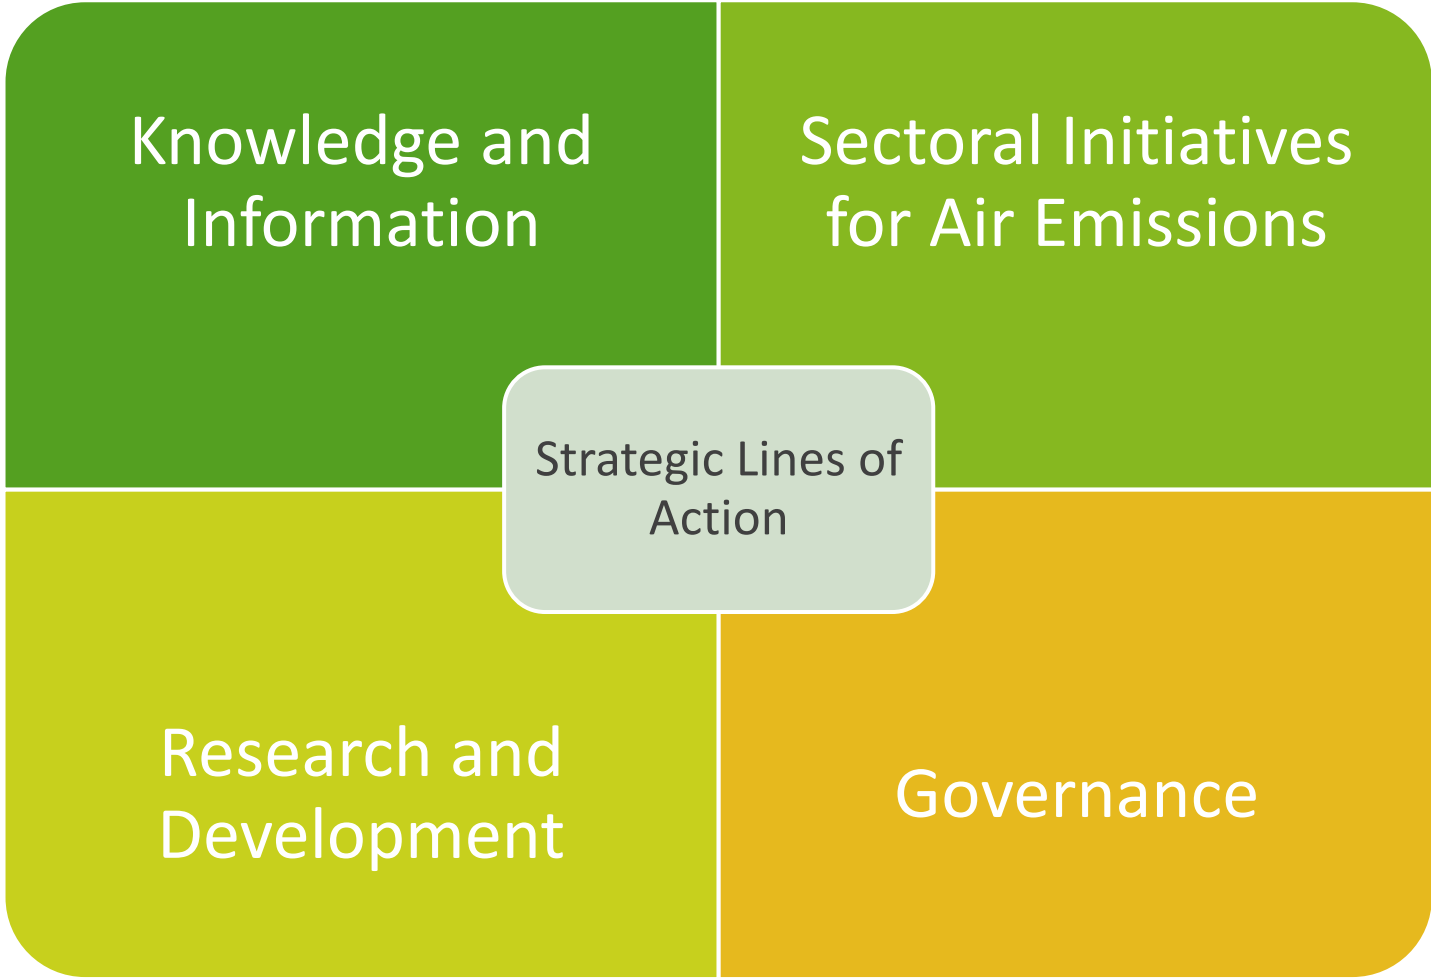 Knowledge and
Information
Sectoral Initiatives
for Air Emissions
Strategic Lines of
Action
Research and
Development
Governance